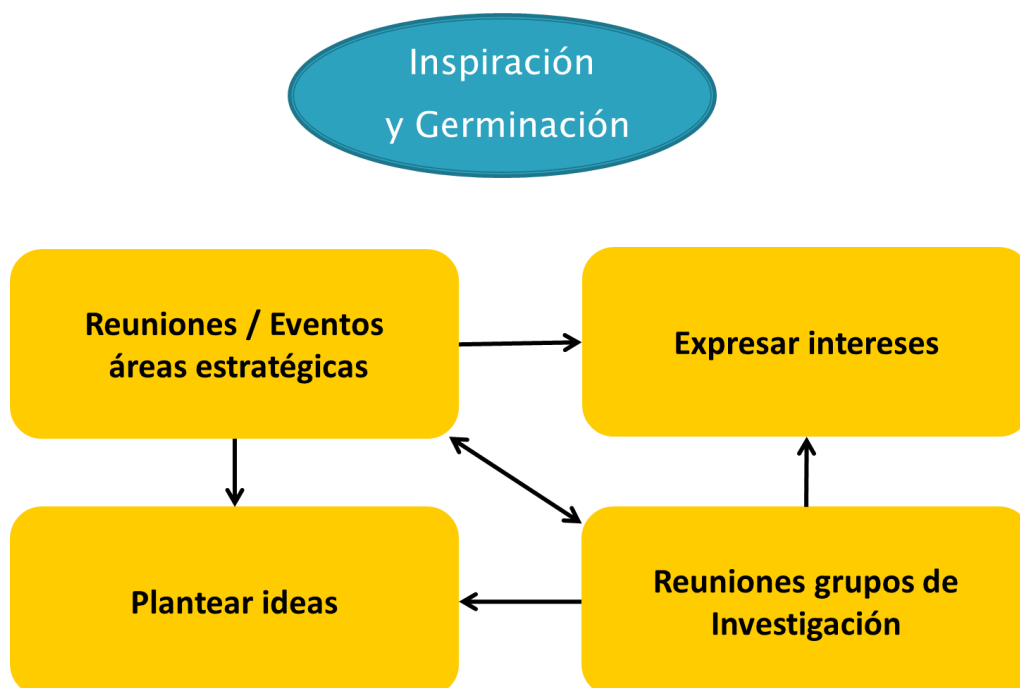 Inspiración
y Germinación
Reuniones / Eventos
áreas estratégicas
Expresar intereses
Plantear ideas
Reuniones grupos de
Investigación